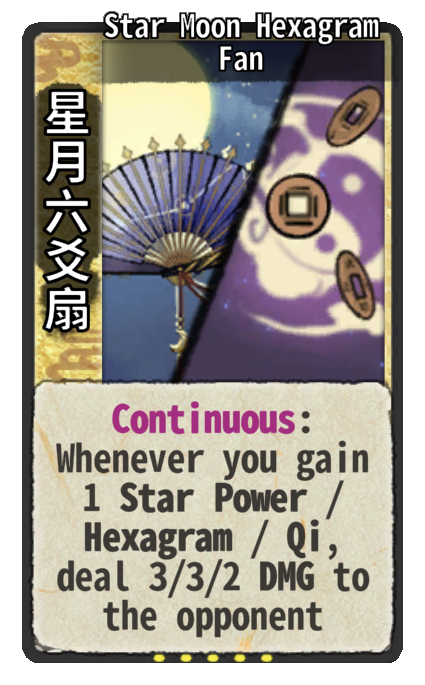 Star Moon Hexagram
Fan
星月六爻扇
Continuous:
Whenever you gain
1 Star Power /
Hexagram / Qi,
deal 3/3/2 DMG to
the opponent